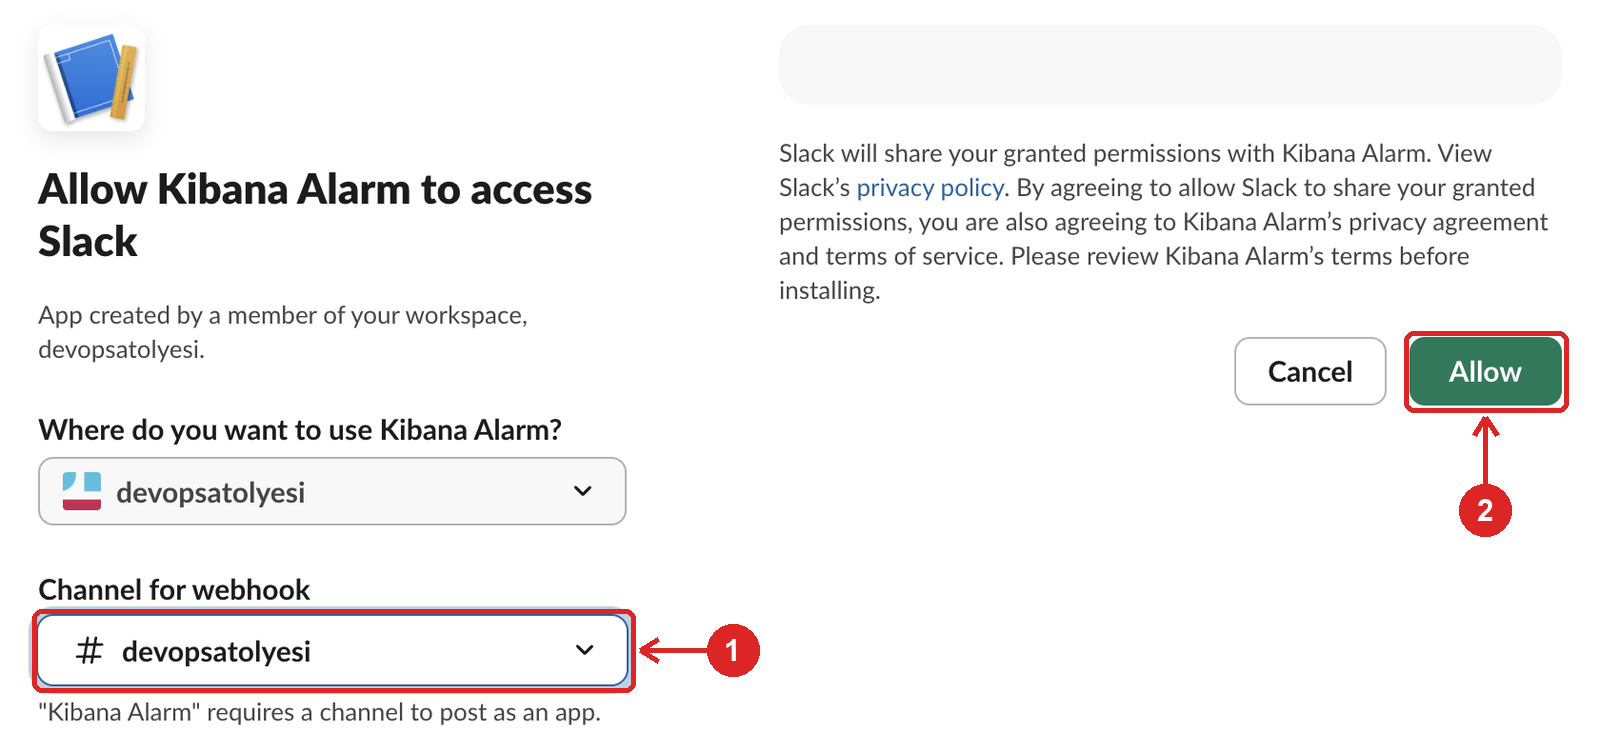 Allow Kibana Alarm to access
Slack
App created by a member of your workspace,
devopsatolyesi.
Where do you want to use Kibana Alarm?
devopsatolyesi
Channel for webhook
# devopsatolyesi
1
"Kibana Alarm" requires a channel to post as an app.
Slack will share your granted permissions with Kibana Alarm. View
Slack’s privacy policy. By agreeing to allow Slack to share your granted
permissions, you are also agreeing to Kibana Alarm’s privacy agreement
and terms of service. Please review Kibana Alarm’s terms before
installing.
Cancel
Allow
2